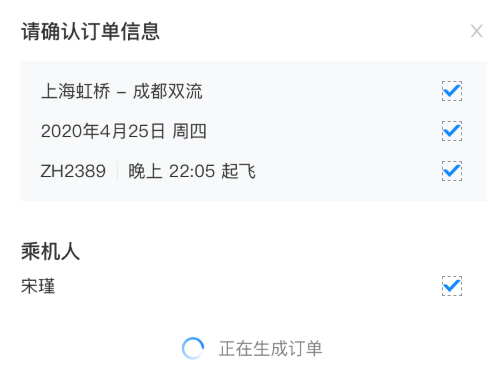 请确认订单信息
上海虹桥 – 成都双流
2020年4月25日 周四
ZH2389 晚上 22:05 起飞
乘机人
宋瑾
正在生成订单